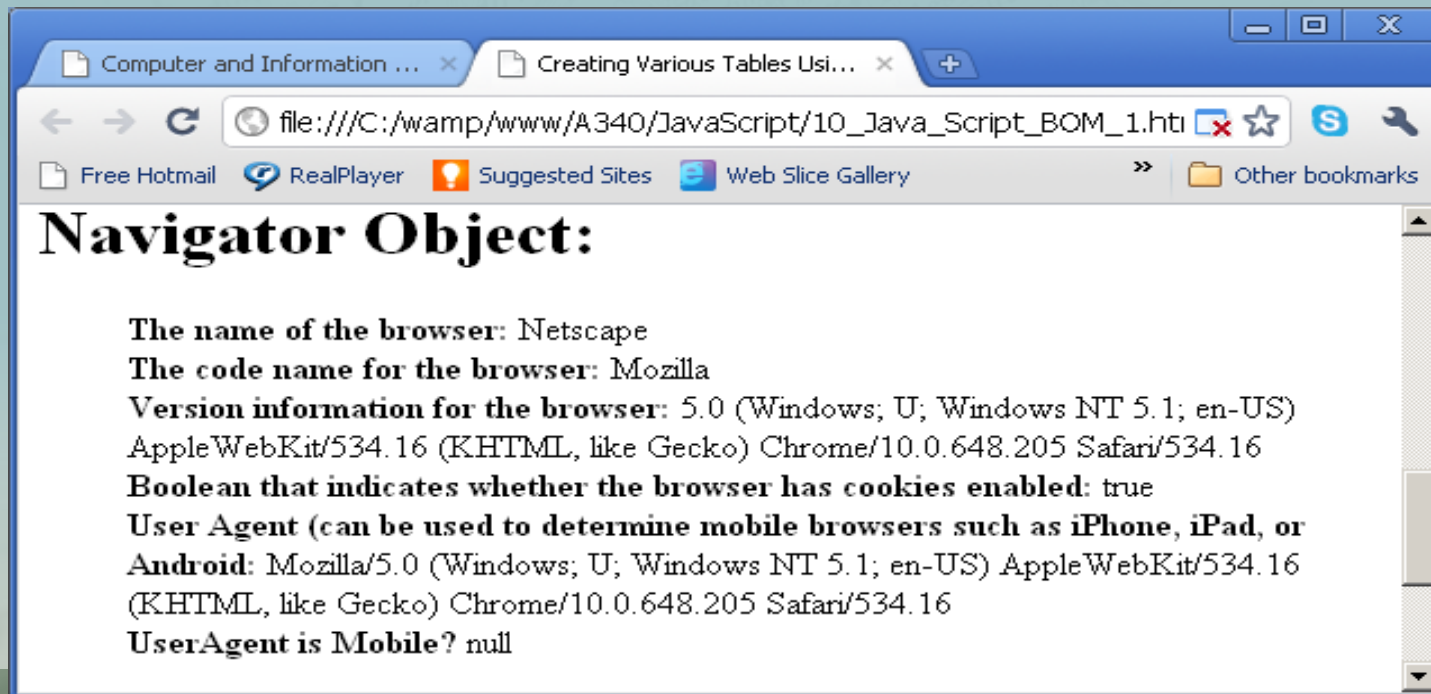 Computer and Information ... Creating Various Tables Usi...
file:///C:/wamp/www/A340/JavaScript/10_Java_Script_BOM_1.ht
Free Hotmail RealPlayer Suggested Sites Web Slice Gallery » Other bookmarks
Navigator Object:
The name of the browser: Netscape
The code name for the browser: Mozilla
Version information for the browser: 5.0 (Windows; U; Windows NT 5.1; en-US)
AppleWebKit/534.16 (KHTML, like Gecko) Chrome/10.0.648.205 Safari/534.16
Boolean that indicates whether the browser has cookies enabled: true
User Agent (can be used to determine mobile browsers such as iPhone, iPad, or
Android: Mozilla/5.0 (Windows; U; Windows NT 5.1; en-US) AppleWebKit/534.16
(KHTML, like Gecko) Chrome/10.0.648.205 Safari/534.16
UserAgent is Mobile? null